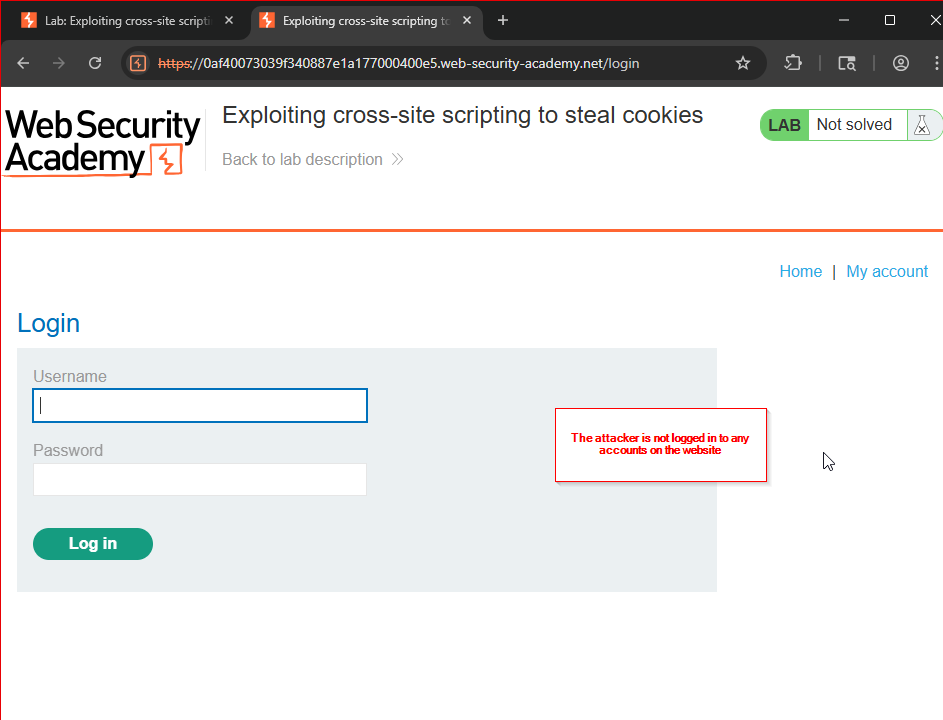 Lab: Exploiting cross-site scripti
Exploiting cross-site scripting to
https://0af40073039f340887e1a177000400e5.web-security-academy.net/login
Web Security
Academy
Exploiting cross-site scripting to steal cookies
Back to lab description
LAB Not solved
Home | My account
Login
Username
Password
Log in
The attacker is not logged in to any
accounts on the website